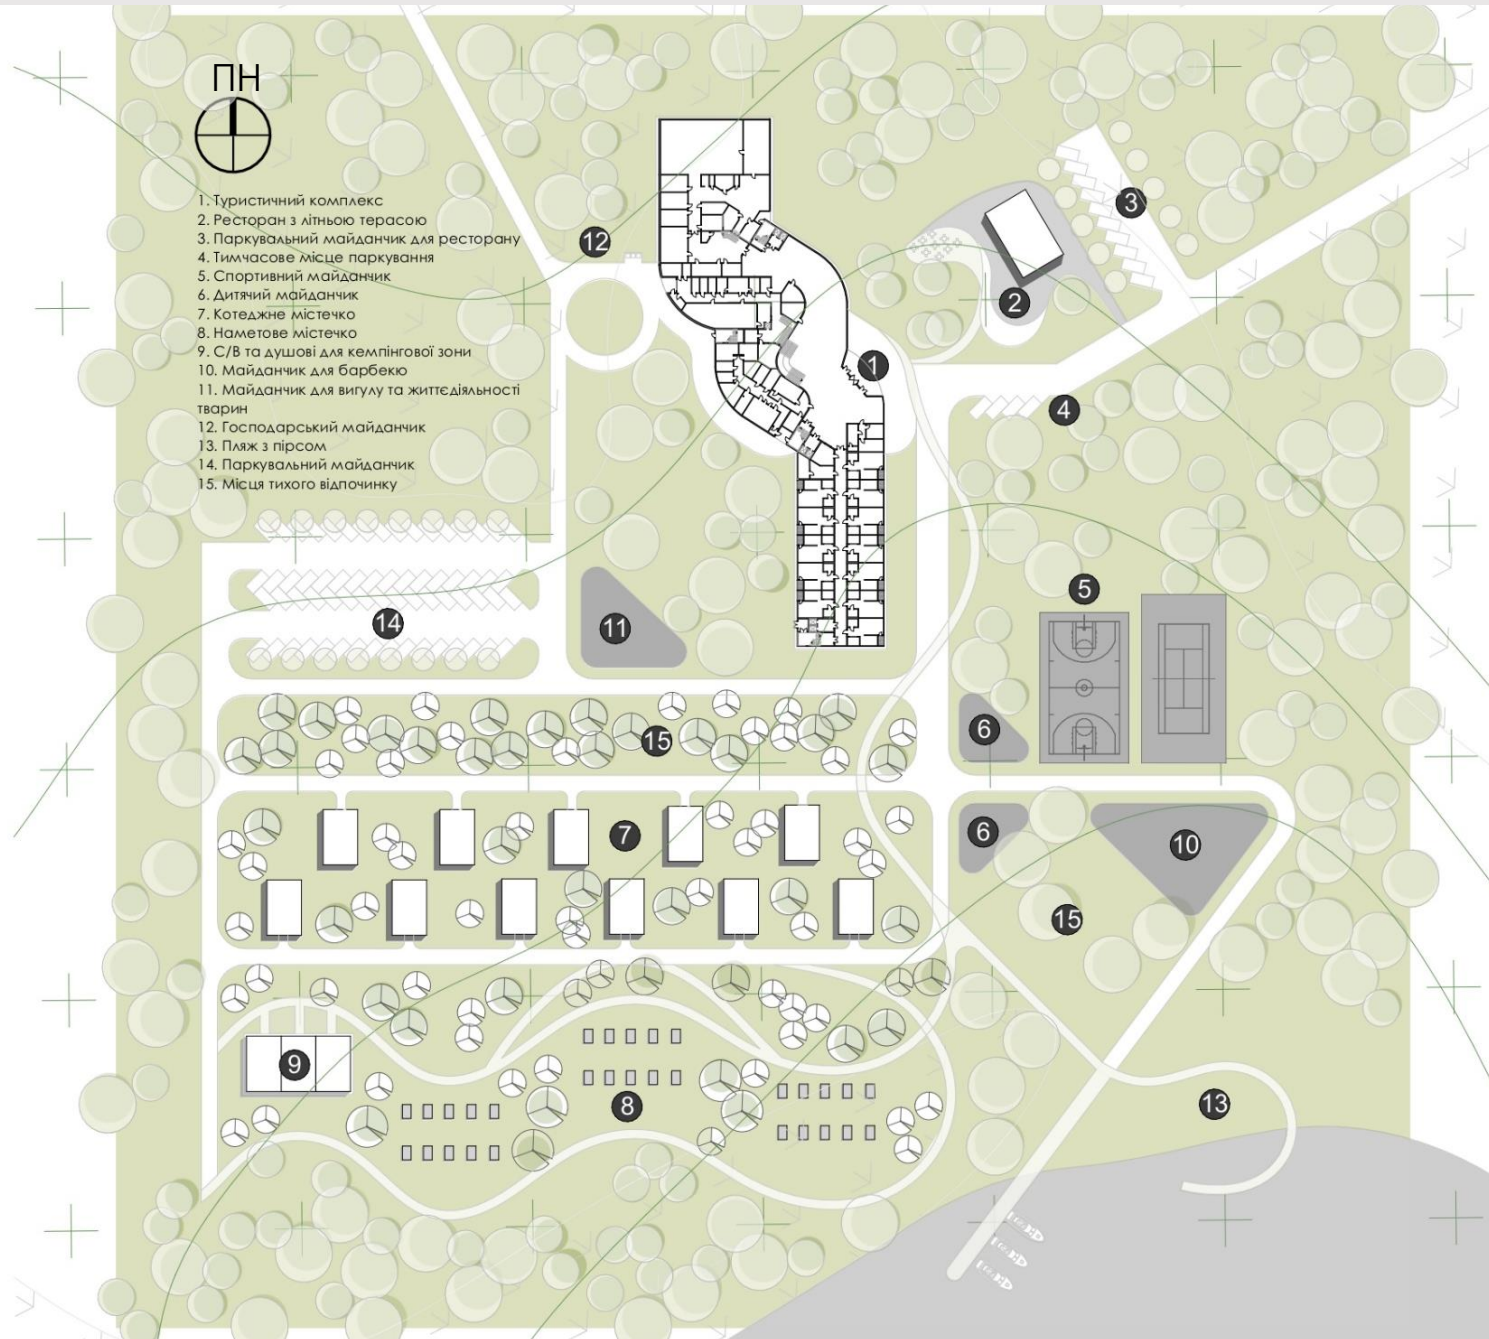 ПН
1. Туристичний комплекс
2. Ресторан з літньою терасою
3. Паркувальний майданчик для ресторану
4. Тимчасове місце паркування
5. Спортивний майданчик
6. Дитячий майданчик
7. Котеджне містечко
8. Наметове містечко
9. С/В та душові для кемпінгової зони
10. Майданчик для барбекю
11. Майданчик для вигулу та життєдіяльності
тварин
12. Господарський майданчик
13. Пляж з пірсом
14. Паркувальний майданчик
15. Місця тихого відпочинку
3
12
2
1
4
5
14
11
6
15
7
6
10
15
9
8
13